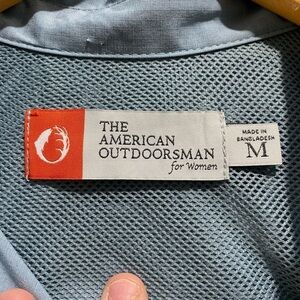 THE
AMERICAN
OUTDOORSMAN
for Women
MADE IN
BANGLADESH
M